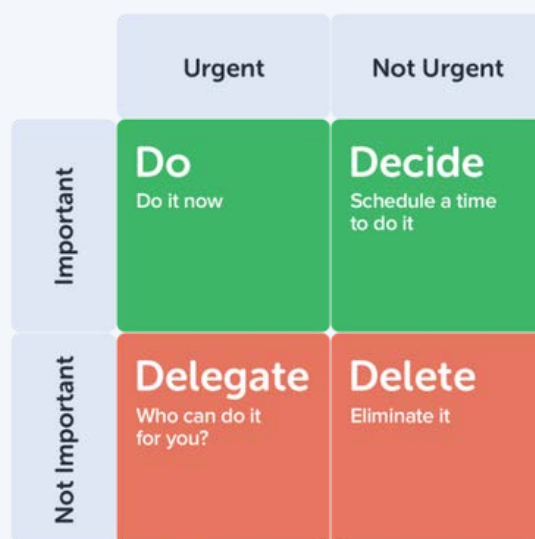 Urgent
Not Urgent
Important
Do
Do it now
Decide
Schedule a time
to do it
Not Important
Delegate
Who can do it
for you?
Delete
Eliminate it